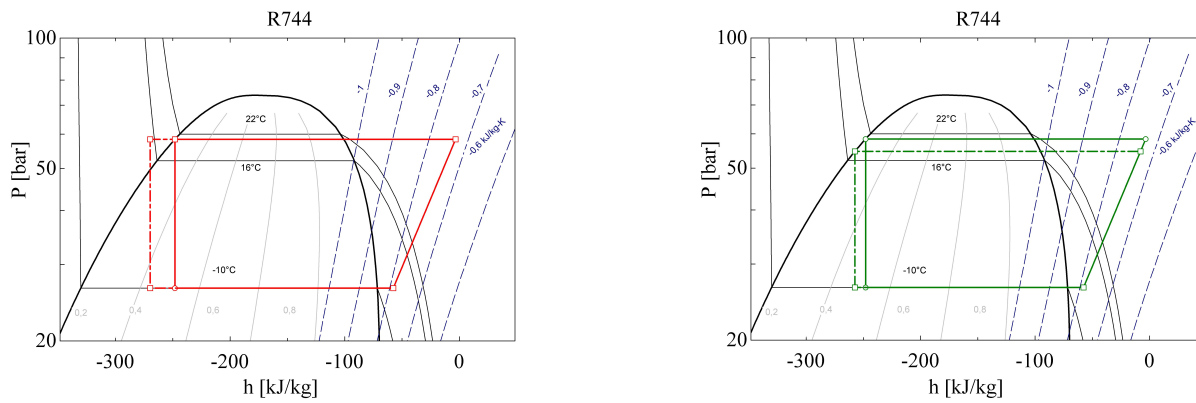 R744
100
50
20
P [bar]
-300
-200
-100
0
h [kJ/kg]
22°C
16°C
-10°C
0,2
0,4
0,6
0,8
-1
-0,9
-0,8
-0,7
-0,6 kJ/kg-K
R744
100
50
20
P [bar]
-300
-200
-100
0
h [kJ/kg]
22°C
16°C
-10°C
0,2
0,4
0,6
0,8
-1
-0,9
-0,8
-0,7
-0,6 kJ/kg-K